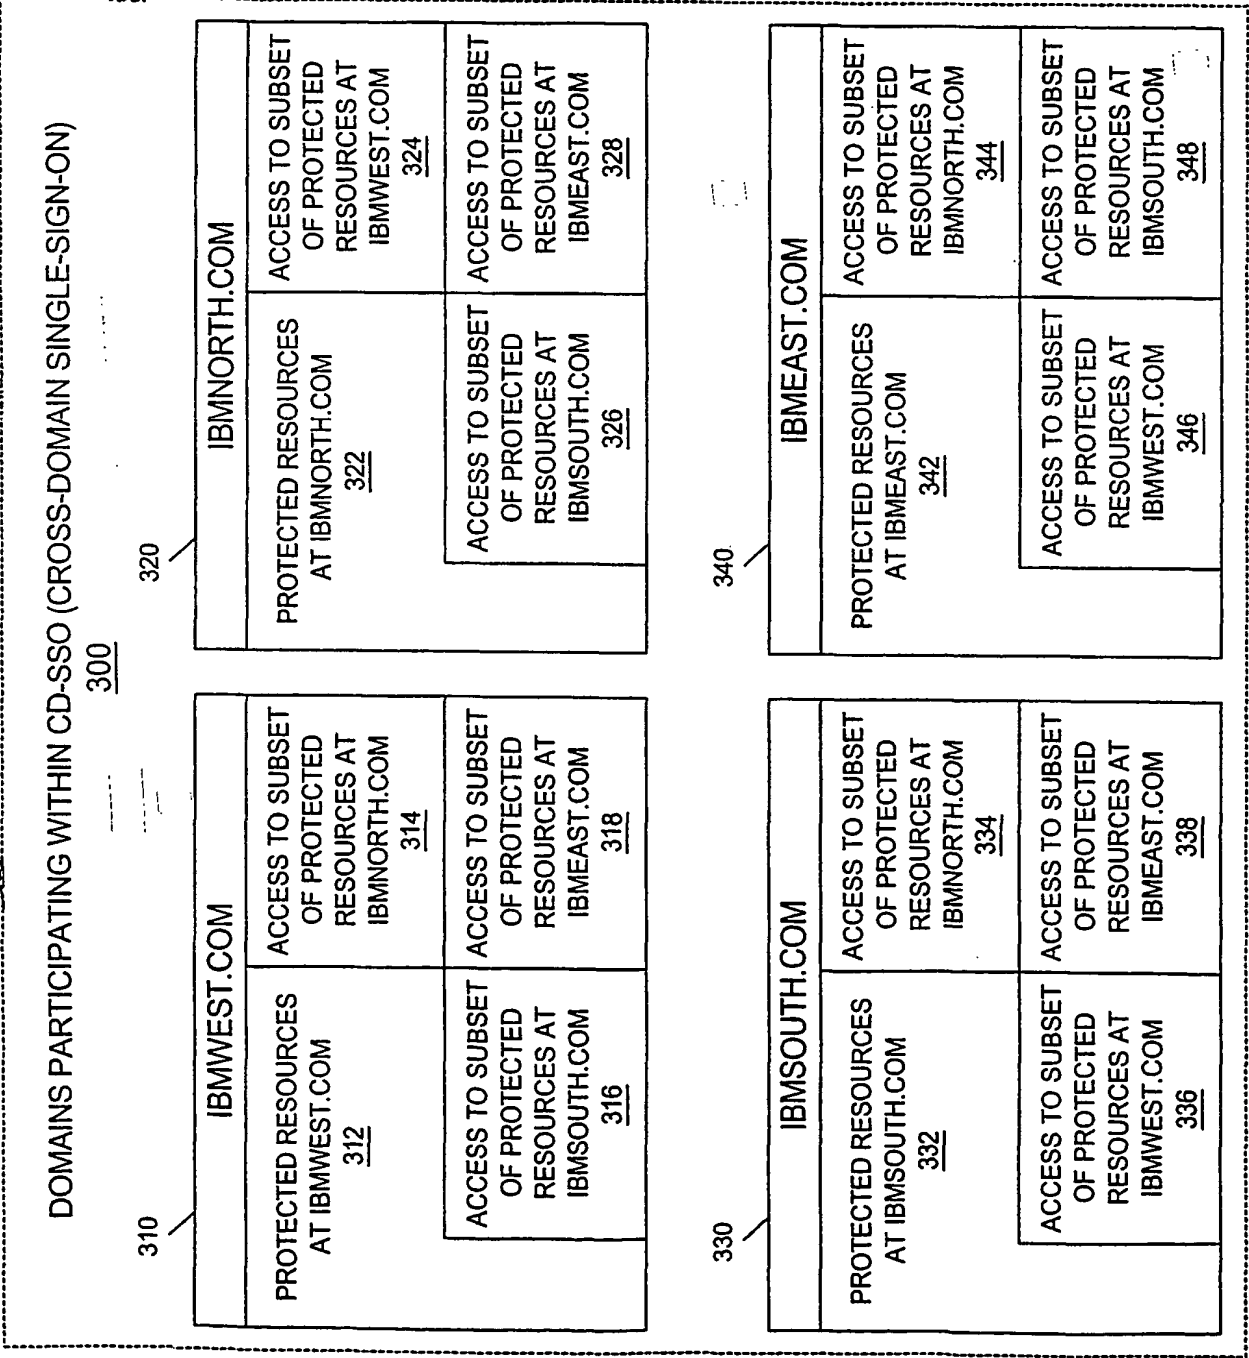 DOMAINS PARTICIPATING WITHIN CD-SSO (CROSS-DOMAIN SINGLE-SIGN-ON)
300
310
IBMWEST.COM
PROTECTED RESOURCES
AT IBMWEST.COM
312
ACCESS TO SUBSET
OF PROTECTED
RESOURCES AT
IBMNORTH.COM
314
ACCESS TO SUBSET
OF PROTECTED
RESOURCES AT
IBMSOUTH.COM
316
ACCESS TO SUBSET
OF PROTECTED
RESOURCES AT
IBMEAST.COM
318
320
IBMNORTH.COM
PROTECTED RESOURCES
AT IBMNORTH.COM
322
ACCESS TO SUBSET
OF PROTECTED
RESOURCES AT
IBMWEST.COM
324
ACCESS TO SUBSET
OF PROTECTED
RESOURCES AT
IBMSOUTH.COM
326
ACCESS TO SUBSET
OF PROTECTED
RESOURCES AT
IBMEAST.COM
328
330
IBMSOUTH.COM
PROTECTED RESOURCES
AT IBMSOUTH.COM
332
ACCESS TO SUBSET
OF PROTECTED
RESOURCES AT
IBMNORTH.COM
334
ACCESS TO SUBSET
OF PROTECTED
RESOURCES AT
IBMWEST.COM
336
ACCESS TO SUBSET
OF PROTECTED
RESOURCES AT
IBMEAST.COM
338
340
IBMEAST.COM
PROTECTED RESOURCES
AT IBMEAST.COM
342
ACCESS TO SUBSET
OF PROTECTED
RESOURCES AT
IBMNORTH.COM
344
ACCESS TO SUBSET
OF PROTECTED
RESOURCES AT
IBMWEST.COM
346
ACCESS TO SUBSET
OF PROTECTED
RESOURCES AT
IBMSOUTH.COM
348